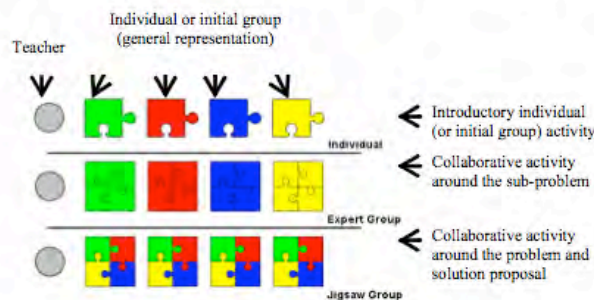 Individual or initial group
(general representation)
Teacher
Introductory individual
(or initial group) activity
Individual
Collaborative activity
around the sub-problem
Expert Group
Collaborative activity
around the problem and
solution proposal
Jigsaw Group